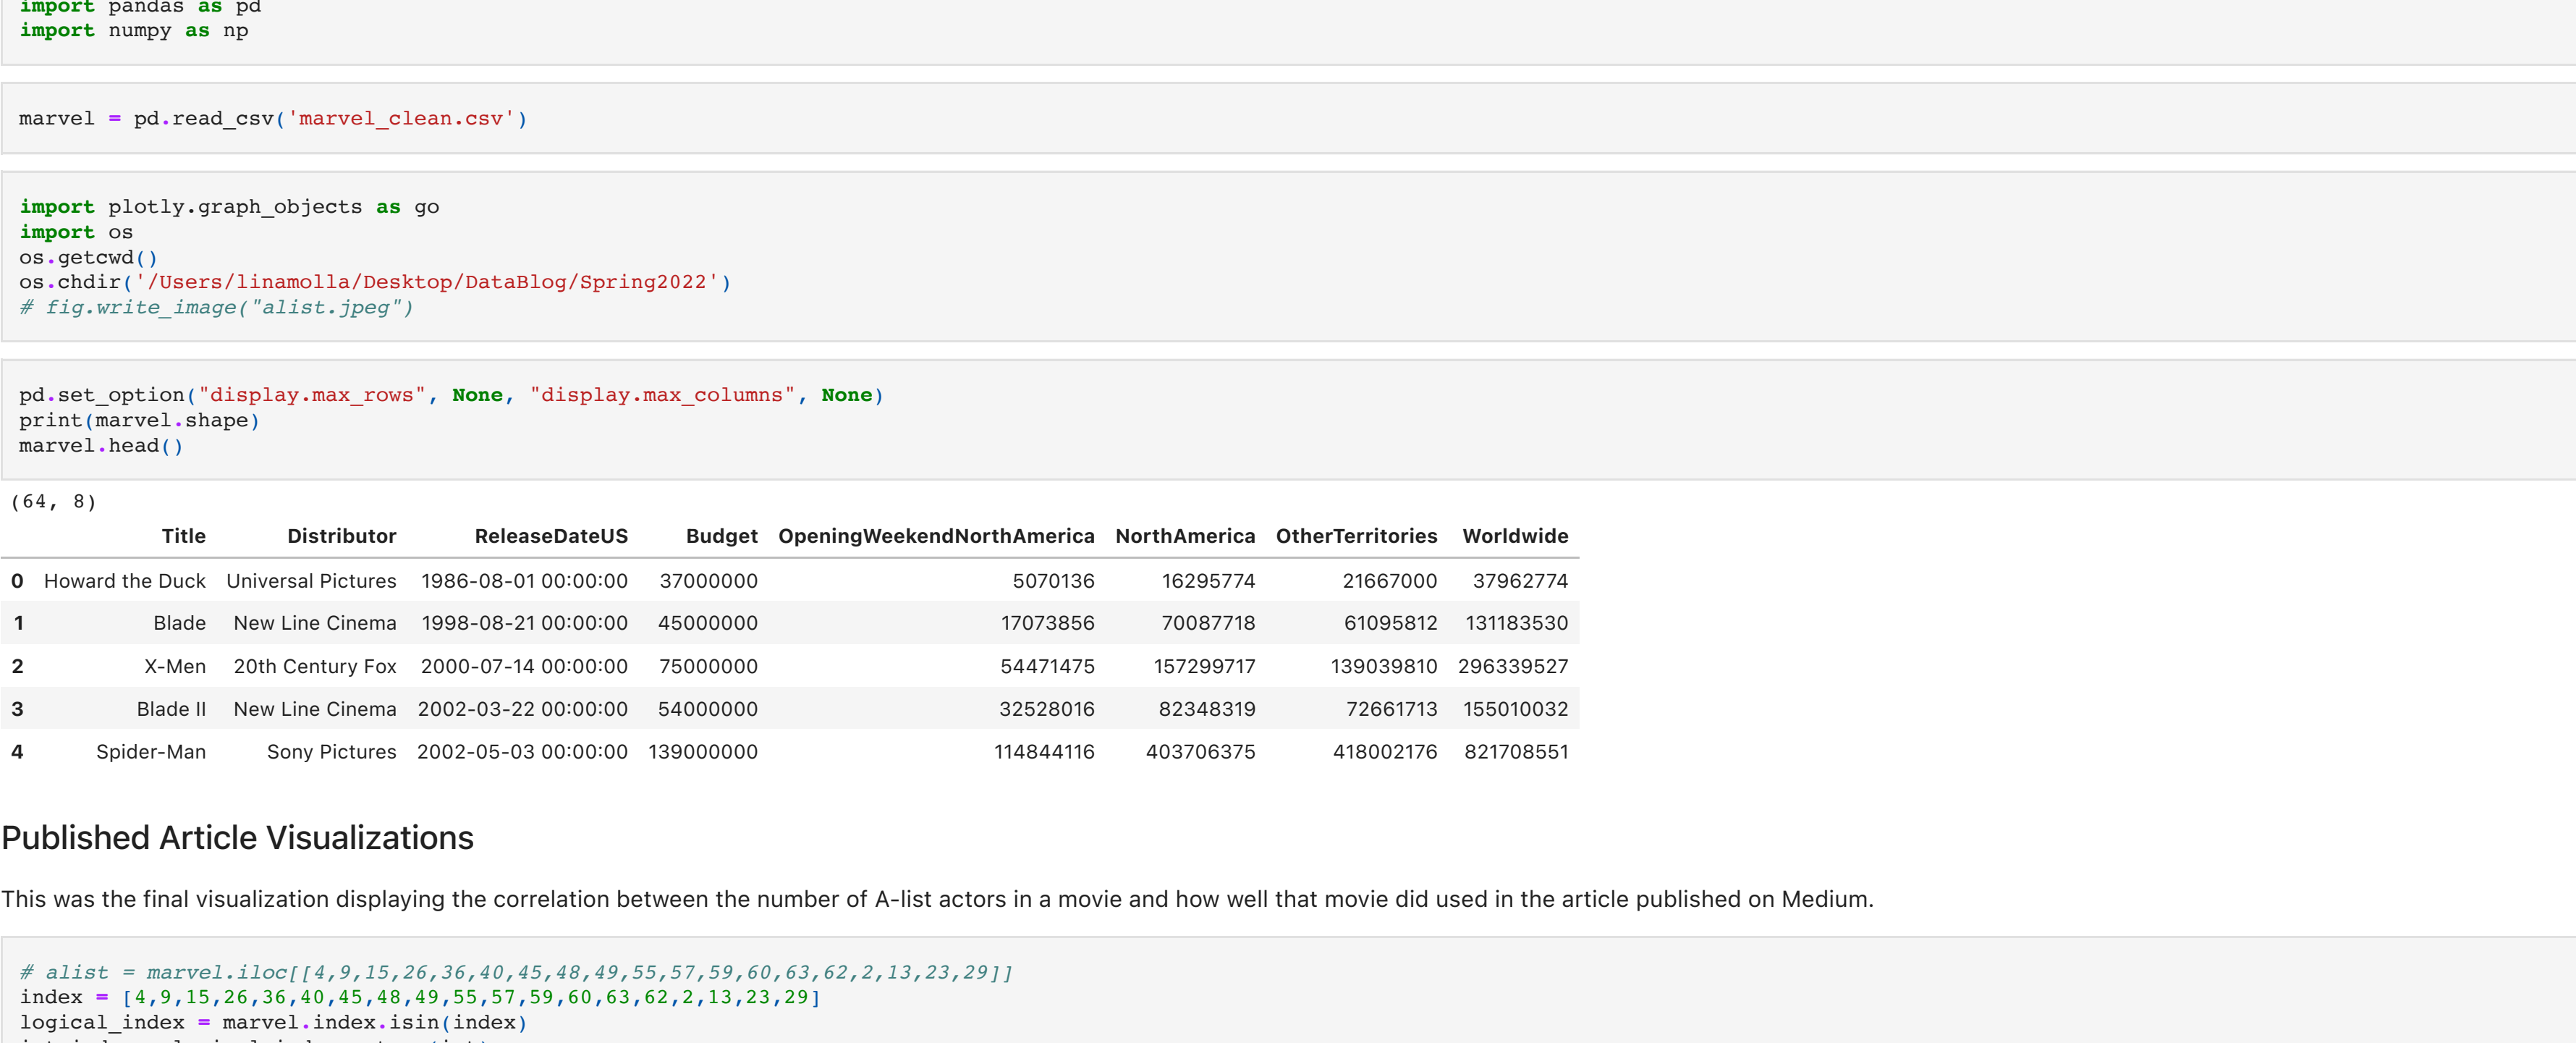 import pandas as pd
import numpy as np
marvel = pd.read_csv('marvel_clean.csv')
import plotly.graph_objects as go
import os
os.getcwd()
os.chdir('/Users/linamolla/Desktop/DataBlog/Spring2022')
# fig.write_image("alist.jpeg")
pd.set_option("display.max_rows", None, "display.max_columns", None)
print(marvel.shape)
marvel.head()
(64, 8)
Title Distributor ReleaseDateUS Budget OpeningWeekendNorthAmerica NorthAmerica OtherTerritories Worldwide
0 Howard the Duck Universal Pictures 1986-08-01 00:00:00 37000000 5070136 16295774 21667000 37962774
1 Blade New Line Cinema 1998-08-21 00:00:00 45000000 17073856 70087718 61095812 131183530
2 X-Men 20th Century Fox 2000-07-14 00:00:00 75000000 54471475 157299717 139039810 296339527
3 Blade II New Line Cinema 2002-03-22 00:00:00 54000000 32528016 82348319 72661713 155010032
4 Spider-Man Sony Pictures 2002-05-03 00:00:00 139000000 114844116 403706375 418002176 821708551
Published Article Visualizations
This was the final visualization displaying the correlation between the number of A-list actors in a movie and how well that movie did used in the article published on Medium.
# alist = marvel.iloc[[4,9,15,26,36,40,45,48,49,55,57,59,60,63,62,2,13,23,29]]
index = [4,9,15,26,36,40,45,48,49,55,57,59,60,63,62,2,13,23,29]
logical_index = marvel.index.isin(index)